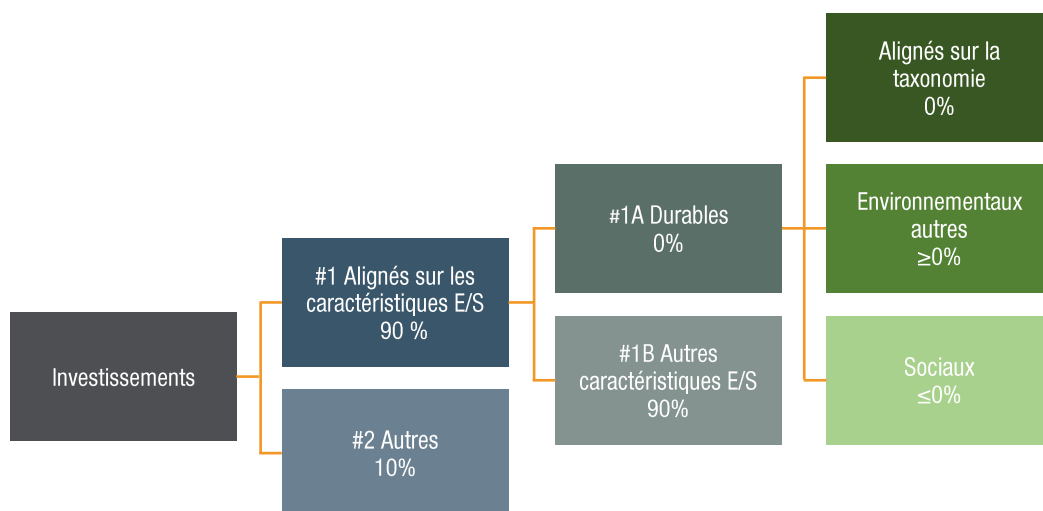 Investissements
#1 Alignés sur les
caractéristiques E/S
90 %
#2 Autres
10%
#1A Durables
0%
#1B Autres
caractéristiques E/S
90%
Alignés sur la
taxonomie
0%
Environnementaux
autres
≥0%
Sociaux
≤0%